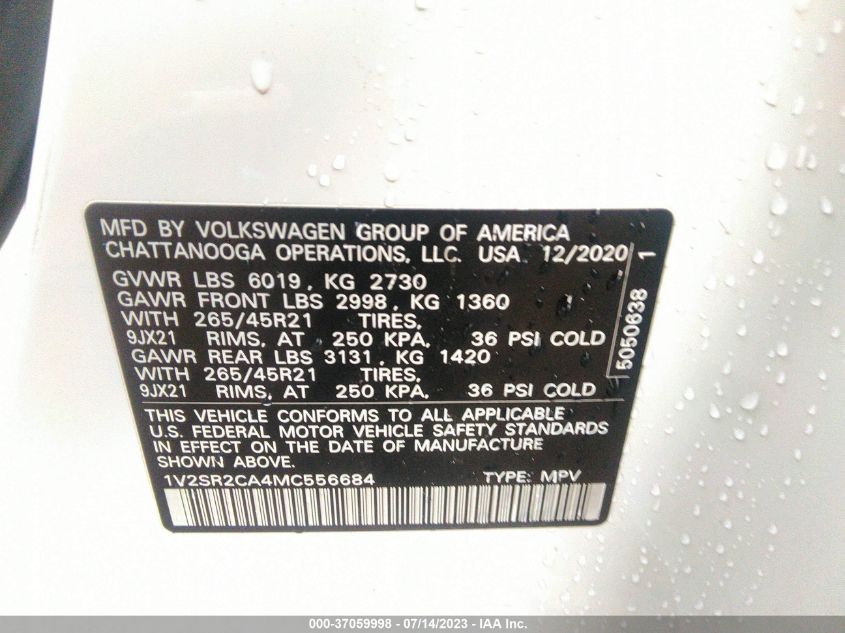 MFD BY VOLKSWAGEN GROUP OF AMERICA
CHATTANOOGA OPERATIONS, LLC. USA 12/2020
GVWR LBS 6019, KG 2730
GAWR FRONT LBS 2998, KG 1360
WITH 265/45R21 TIRES,
9JX21 RIMS, AT 250 KPA, 36 PSI COLD
GAWR REAR LBS 3131, KG 1420
WITH 265/45R21 TIRES,
9JX21 RIMS, AT 250 KPA, 36 PSI COLD
THIS VEHICLE CONFORMS TO ALL APPLICABLE
U.S. FEDERAL MOTOR VEHICLE SAFETY STANDARDS
IN EFFECT ON THE DATE OF MANUFACTURE
SHOWN ABOVE.
1V2SR2CA4MC556684 TYPE: MPV
5050638 1
000-37059998 - 07/14/2023 - IAA Inc.